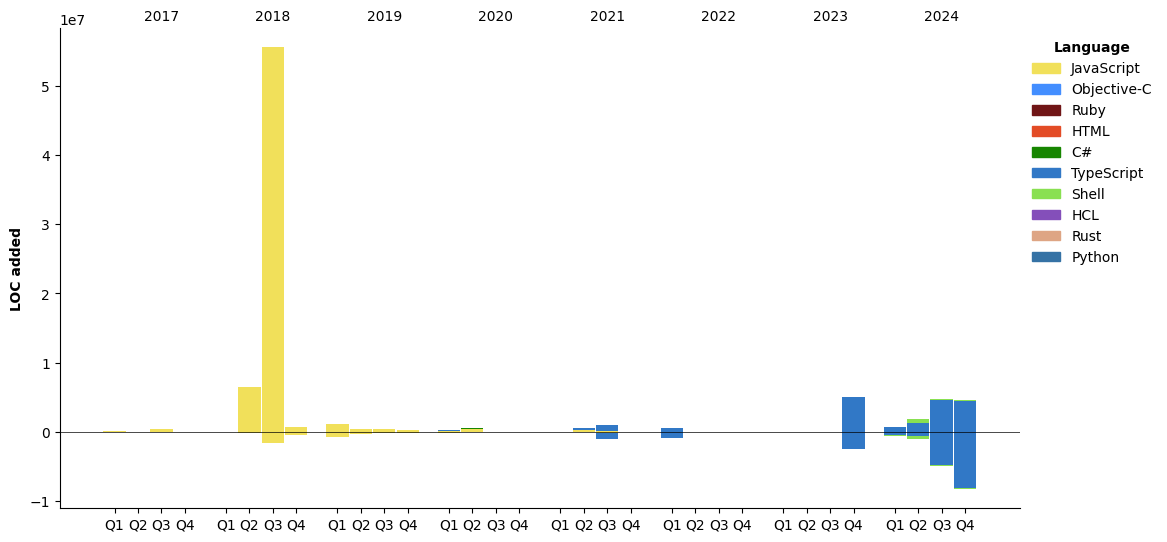 2017 2018 2019 2020 2021 2022 2023 2024
1e7
LOC added
5
4
3
2
1
0
−1
Q1 Q2 Q3 Q4 Q1 Q2 Q3 Q4 Q1 Q2 Q3 Q4 Q1 Q2 Q3 Q4 Q1 Q2 Q3 Q4 Q1 Q2 Q3 Q4 Q1 Q2 Q3 Q4 Q1 Q2 Q3 Q4
Language
JavaScript
Objective-C
Ruby
HTML
C#
TypeScript
Shell
HCL
Rust
Python